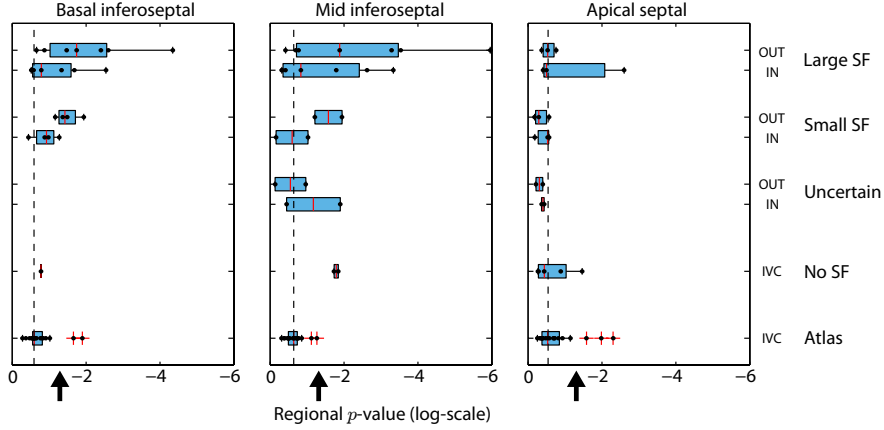 Basal inferoseptal Mid inferoseptal Apical septal
OUT Large SF
IN
OUT Small SF
IN
OUT Uncertain
IN
IVC No SF
IVC Atlas
0 −2 −4 −6 0 −2 −4 −6 0 −2 −4 −6
Regional p-value (log-scale)